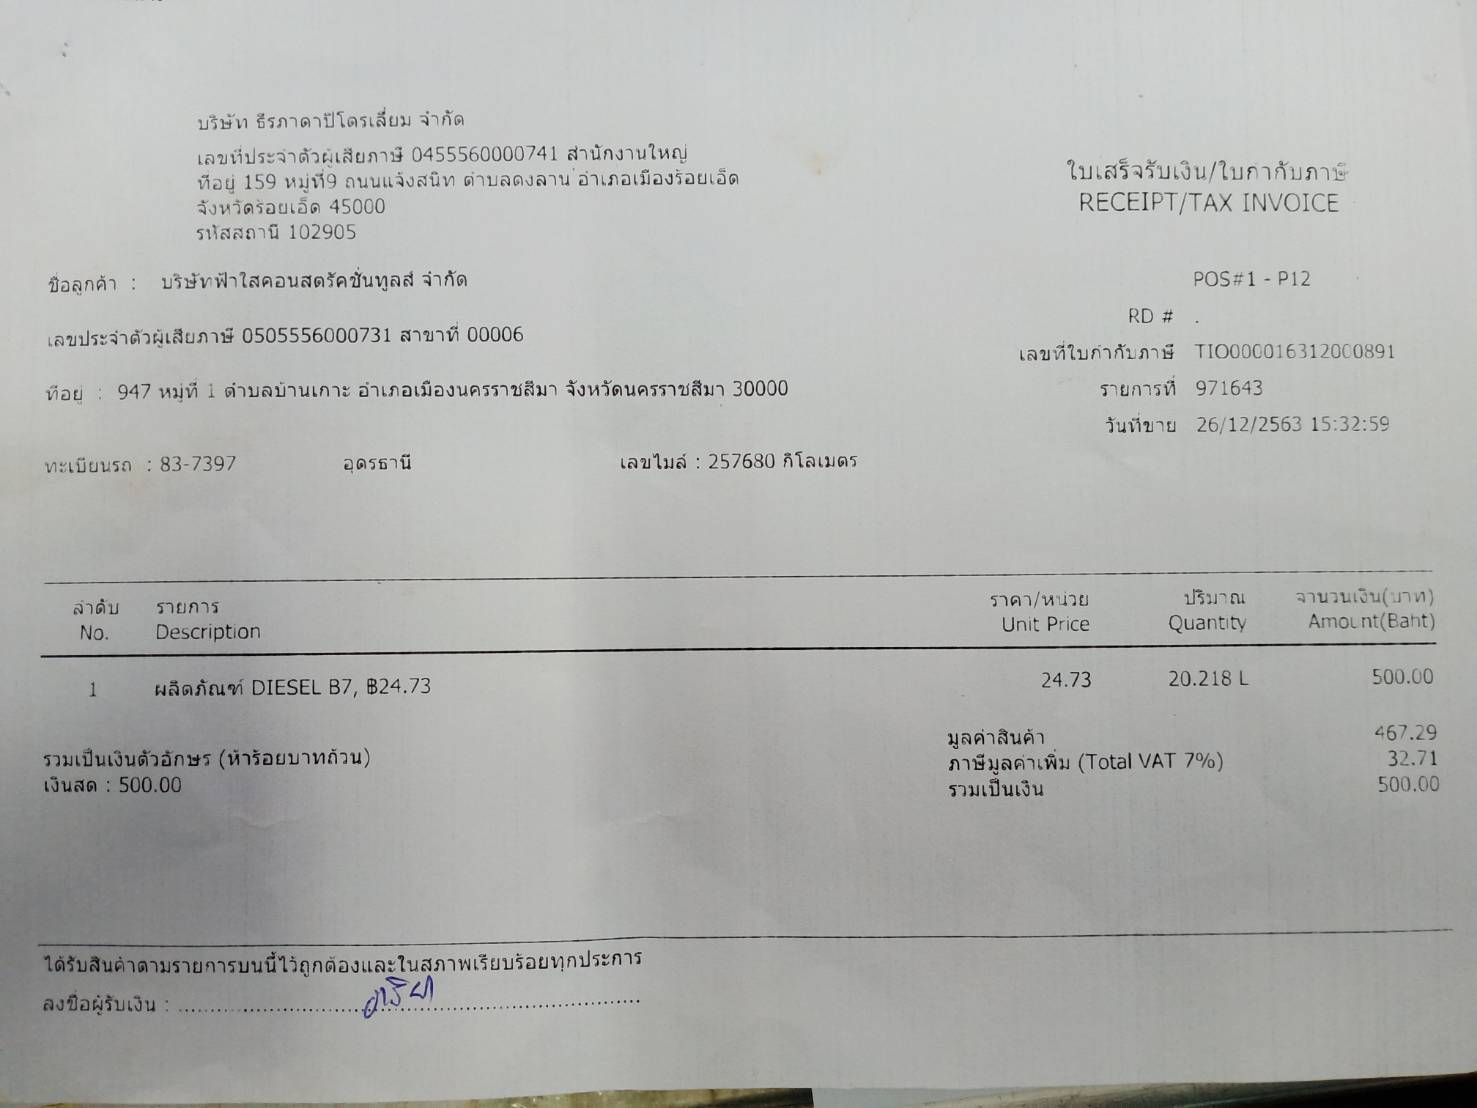 บริษัท ธีรภาดาปิโตรเลี่ยม จำกัด
เลขที่ประจำตัวผู้เสียภาษี 0455560000741 สำนักงานใหญ่
ที่อยู่ 159 หมู่ที่9 ถนนแจ้งสนิท ตำบลดงลาน อำเภอเมืองร้อยเอ็ด
จังหวัดร้อยเอ็ด 45000
รหัสสถานี 102905
ใบเสร็จรับเงิน/ใบกำกับภาษี
RECEIPT/TAX INVOICE
ชื่อลูกค้า : บริษัทฟ้าใสคอนสตรัคชั่นทูลส์ จำกัด
POS#1 - P12
RD # .
เลขประจำตัวผู้เสียภาษี 0505556000731 สาขาที่ 00006
เลขที่ใบกำกับภาษี TIO000016312000891
ที่อยู่ : 947 หมู่ที่ 1 ตำบลบ้านเกาะ อำเภอเมืองนครราชสีมา จังหวัดนครราชสีมา 30000
รายการที่ 971643
วันที่ขาย 26/12/2563 15:32:59
ทะเบียนรถ : 83-7397 อุดรธานี เลขไมล์ : 257680 กิโลเมตร
ลำดับ รายการ ราคา/หน่วย ปริมาณ จำนวนเงิน(บาท)
No. Description Unit Price Quantity Amount(Baht)
1 ผลิตภัณฑ์ DIESEL B7, ฿24.73 24.73 20.218 L 500.00
มูลค่าสินค้า 467.29
รวมเป็นเงินตัวอักษร (ห้าร้อยบาทถ้วน) ภาษีมูลค่าเพิ่ม (Total VAT 7%) 32.71
เงินสด : 500.00 รวมเป็นเงิน 500.00
ได้รับสินค้าตามรายการบนนี้ไว้ถูกต้องและในสภาพเรียบร้อยทุกประการ
ลงชื่อผู้รับเงิน : ........................................